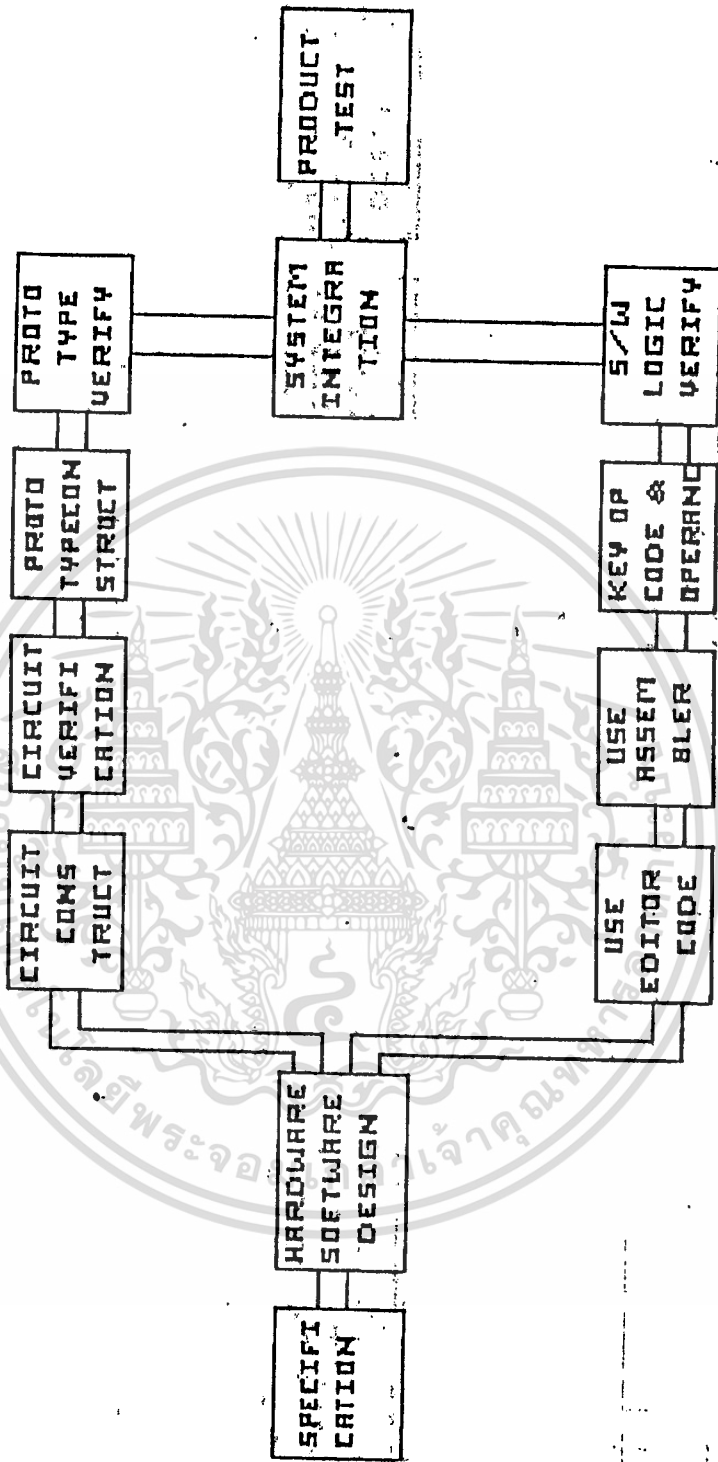 SPECIFI
CATION
HARDWARE
SOETWARE
DESIGN
CIRCUIT
CONS
TRUCT
CIRCUIT
VERIFI
CATION
PROTO
TYPECON
STRUCT
PROTO
TYPE
VERIFY
USE
EDITOR
CODE
USE
ASSEM
BLER
KEY OP
CODE &
OPERAND
S/W
LOGIC
VERIFY
SYSTEM
INTEGRA
TION
PRODUCT
TEST